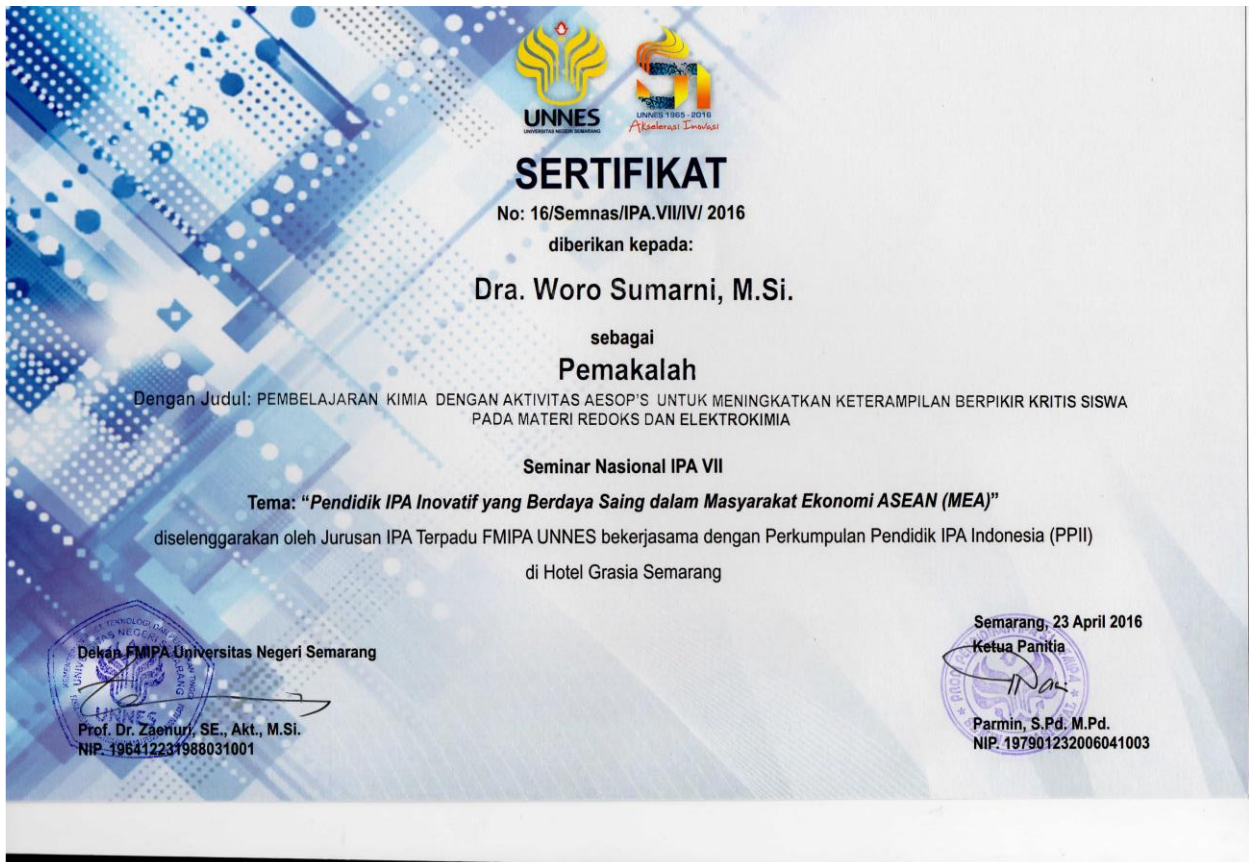 UNNES
UNIVERSITAS NEGERI SEMARANG
UNNES 1965 - 2016
Akselerasi Inovasi
SERTIFIKAT
No: 16/Semnas/IPA.VII/IV/ 2016
diberikan kepada:
Dra. Woro Sumarni, M.Si.
sebagai
Pemakalah
Dengan Judul: PEMBELAJARAN KIMIA DENGAN AKTIVITAS AESOP'S UNTUK MENINGKATKAN KETERAMPILAN BERPIKIR KRITIS SISWA
PADA MATERI REDOKS DAN ELEKTROKIMIA
Seminar Nasional IPA VII
Tema: “Pendidik IPA Inovatif yang Berdaya Saing dalam Masyarakat Ekonomi ASEAN (MEA)”
diselenggarakan oleh Jurusan IPA Terpadu FMIPA UNNES bekerjasama dengan Perkumpulan Pendidik IPA Indonesia (PPII)
di Hotel Grasia Semarang
Dekan FMIPA Universitas Negeri Semarang
UNNES
Prof. Dr. Zaenuri, SE., Akt., M.Si.
NIP. 196412231988031001
Semarang, 23 April 2016
Ketua Panitia
Parmin, S.Pd. M.Pd.
NIP. 197901232006041003